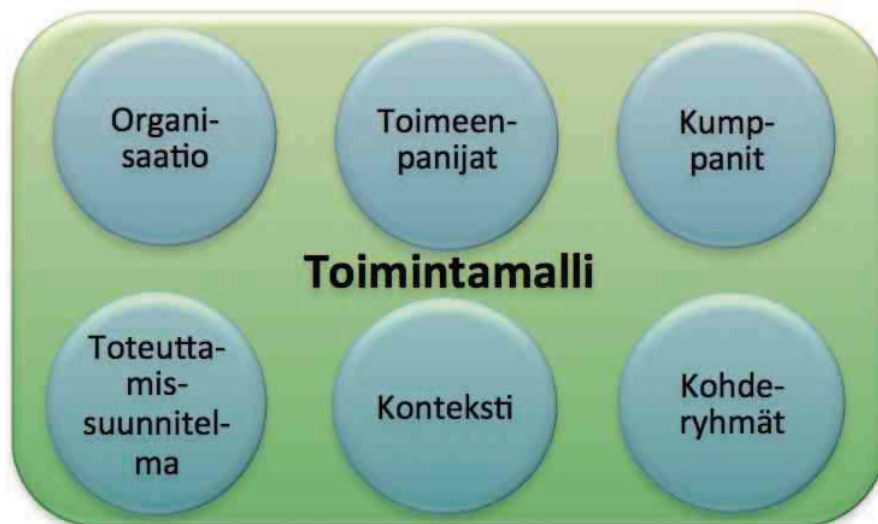 Organi-
saatio
Toimeen-
panijat
Kump-
panit
Toimintamalli
Toteutta-
mis-
suunnitel-
ma
Konteksti
Kohde-
ryhmät